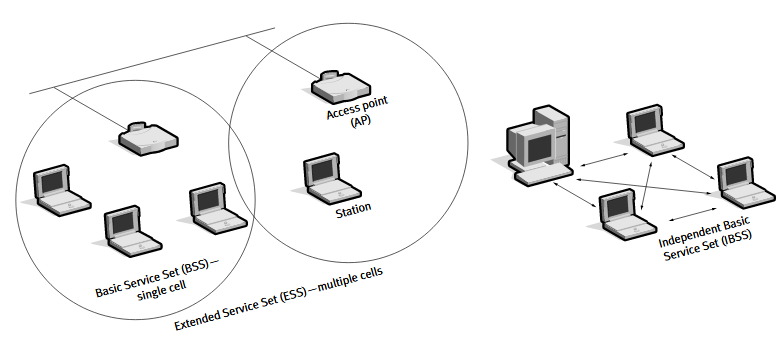 Access point
(AP)
Station
Basic Service Set (BSS)—
single cell
Extended Service Set (ESS)—multiple cells
Independent Basic
Service Set (IBSS)